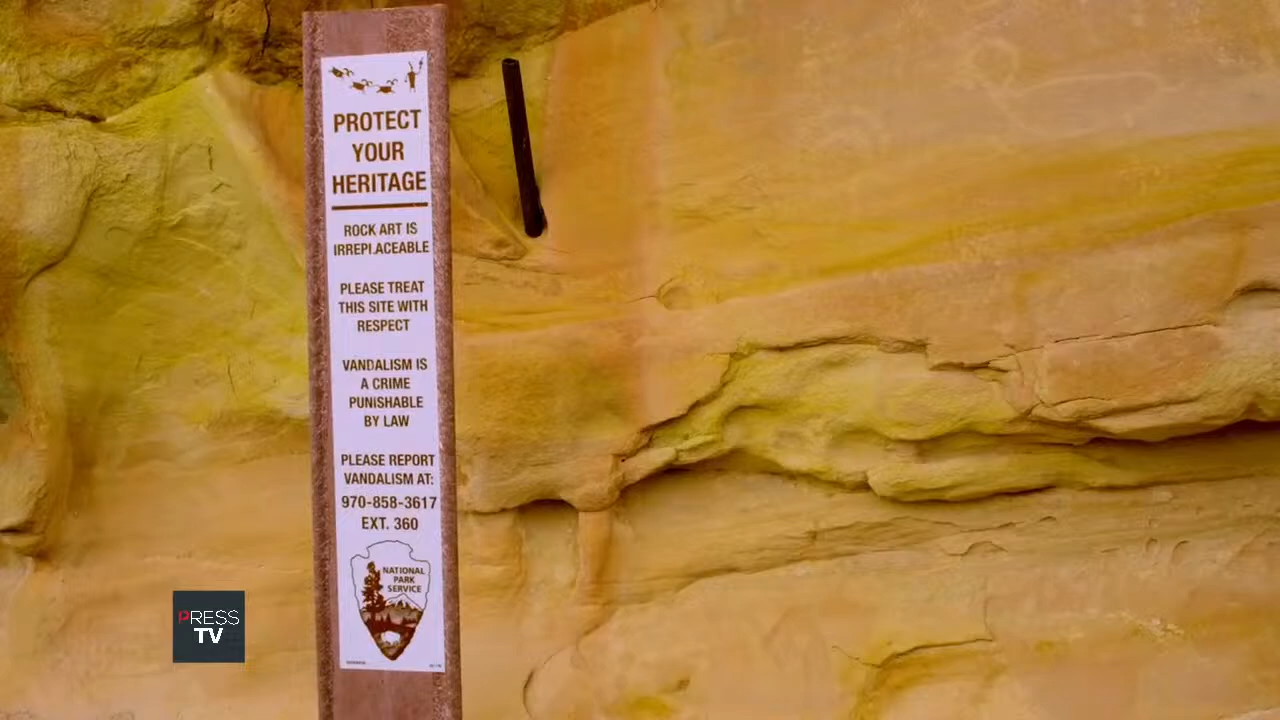 PROTECT
YOUR
HERITAGE
ROCK ART IS
IRREPLACEABLE
PLEASE TREAT
THIS SITE WITH
RESPECT
VANDALISM IS
A CRIME
PUNISHABLE
BY LAW
PLEASE REPORT
VANDALISM AT:
970-858-3617
EXT. 360
NATIONAL
PARK
SERVICE
PRESS
TV